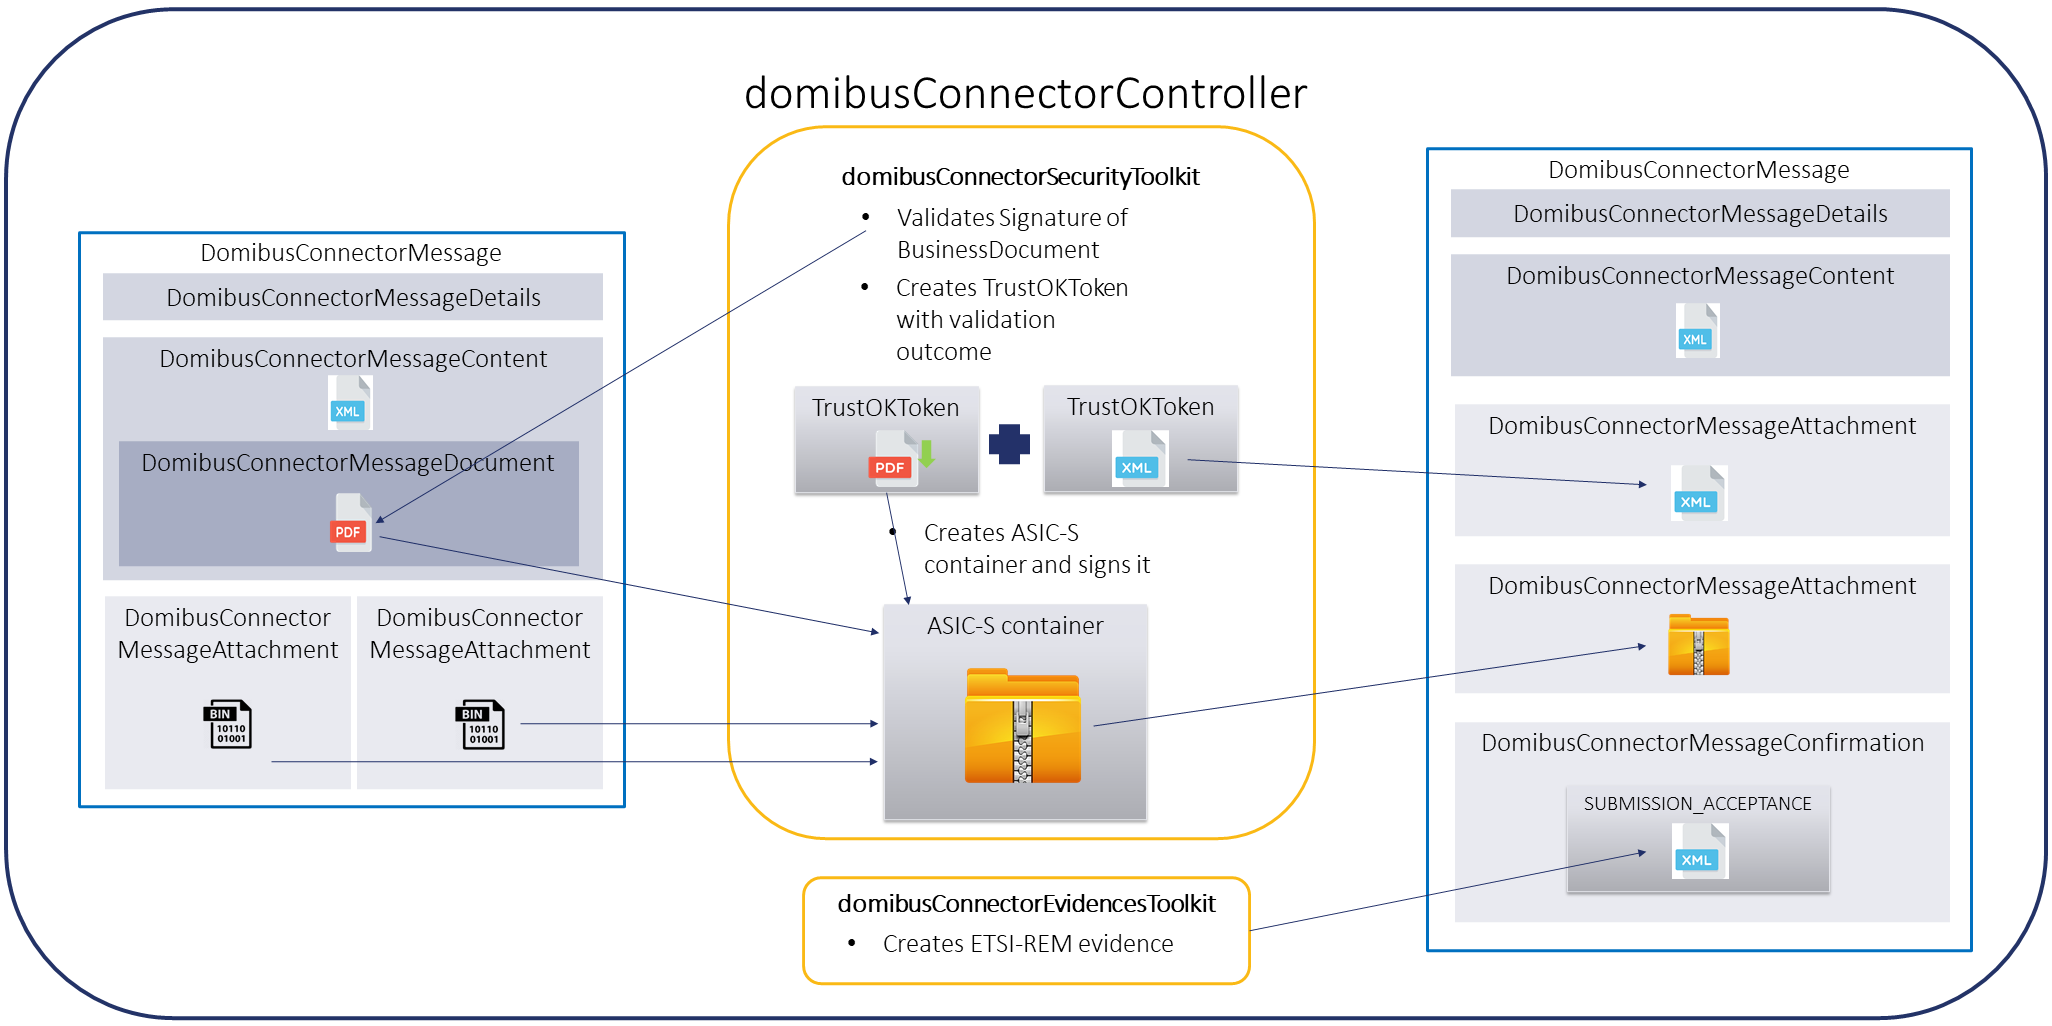 domibusConnectorController
DomibusConnectorMessage
DomibusConnectorMessageDetails
DomibusConnectorMessageContent
XML
DomibusConnectorMessageDocument
PDF
DomibusConnector
MessageAttachment
BIN
10110
01001
DomibusConnector
MessageAttachment
BIN
10110
01001
domibusConnectorSecurityToolkit
• Validates Signature of
BusinessDocument
• Creates TrustOKToken
with validation
outcome
TrustOKToken
PDF
TrustOKToken
XML
• Creates ASIC-S
container and signs it
ASIC-S container
domibusConnectorEvidencesToolkit
• Creates ETSI-REM evidence
DomibusConnectorMessage
DomibusConnectorMessageDetails
DomibusConnectorMessageContent
XML
DomibusConnectorMessageAttachment
XML
DomibusConnectorMessageAttachment
DomibusConnectorMessageConfirmation
SUBMISSION_ACCEPTANCE
XML